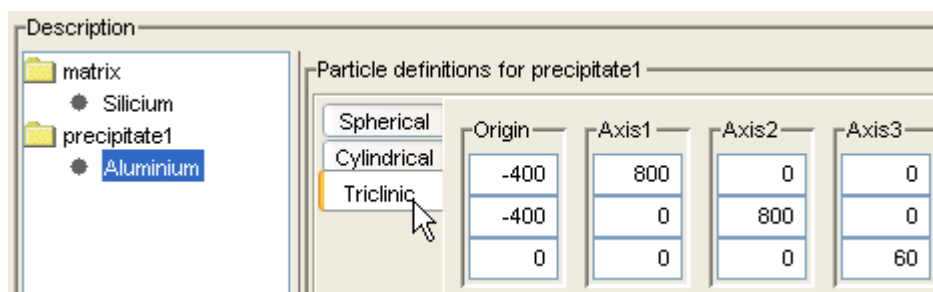 Description
matrix
Silicium
precipitate1
Aluminium
Particle definitions for precipitate1
Spherical
Cylindrical
Triclinic
Origin Axis1 Axis2 Axis3
-400 800 0 0
-400 0 800 0
0 0 0 60